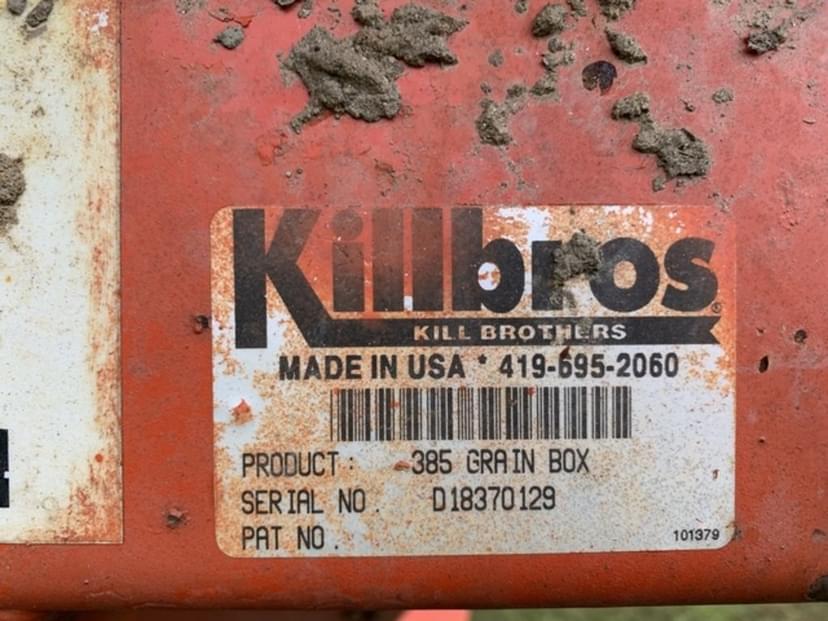 Killbros®
KILL BROTHERS
MADE IN USA * 419-695-2060
PRODUCT: 385 GRAIN BOX
SERIAL NO. D18370129
PAT NO.
101379